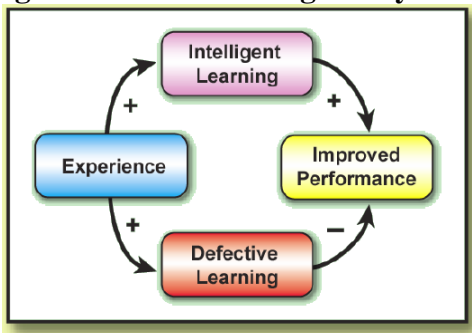 Intelligent
Learning
+
+
Experience
Improved
Performance
+
−
Defective
Learning